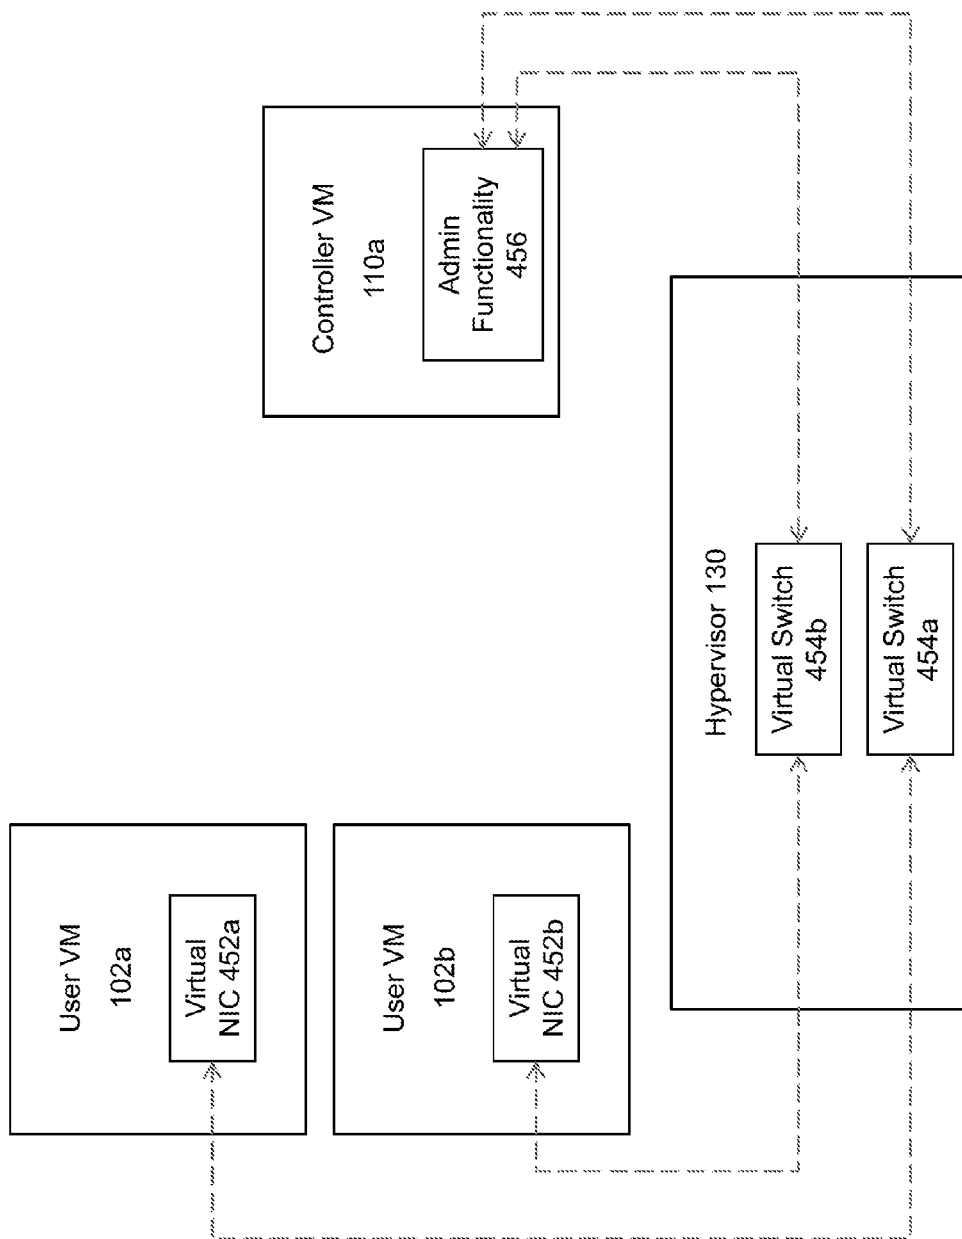 User VM
102a
Virtual
NIC 452a
User VM
102b
Virtual
NIC 452b
Controller VM
110a
Admin
Functionality
456
Hypervisor 130
Virtual Switch
454b
Virtual Switch
454a